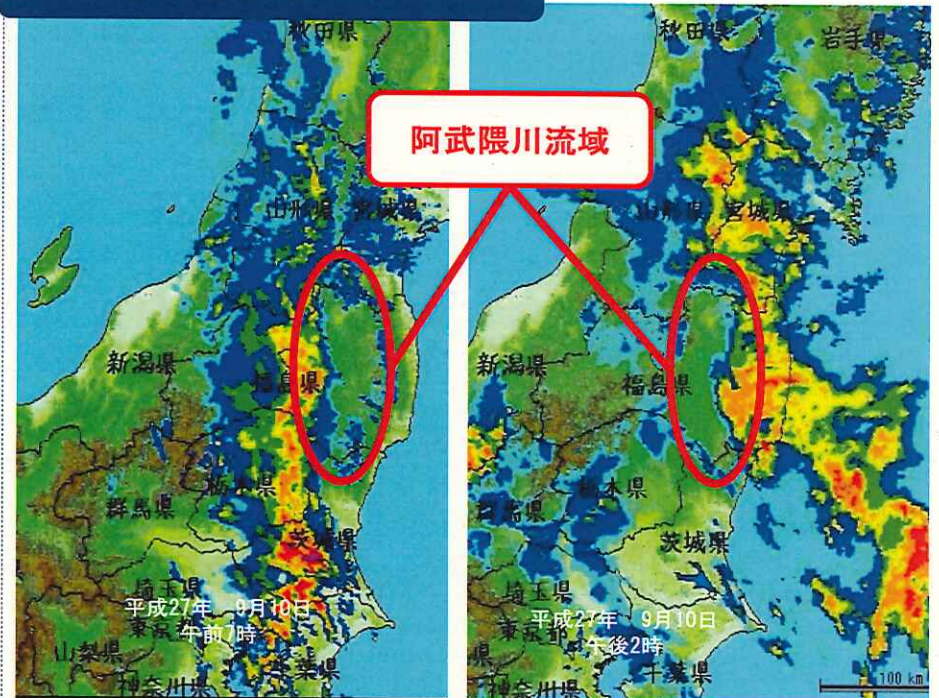 阿武隈川流域
秋田県
山形県
宮城県
新潟県
福島県
栃木県
群馬県
茨城県
埼玉県
平成27年 9月10日
午前7時
東京都
山梨県
千葉県
神奈川県
秋田県
岩手県
山形県
宮城県
新潟県
福島県
栃木県
群馬県
茨城県
埼玉県
平成27年 9月10日
午後2時
東京都
千葉県
神奈川県
100 km